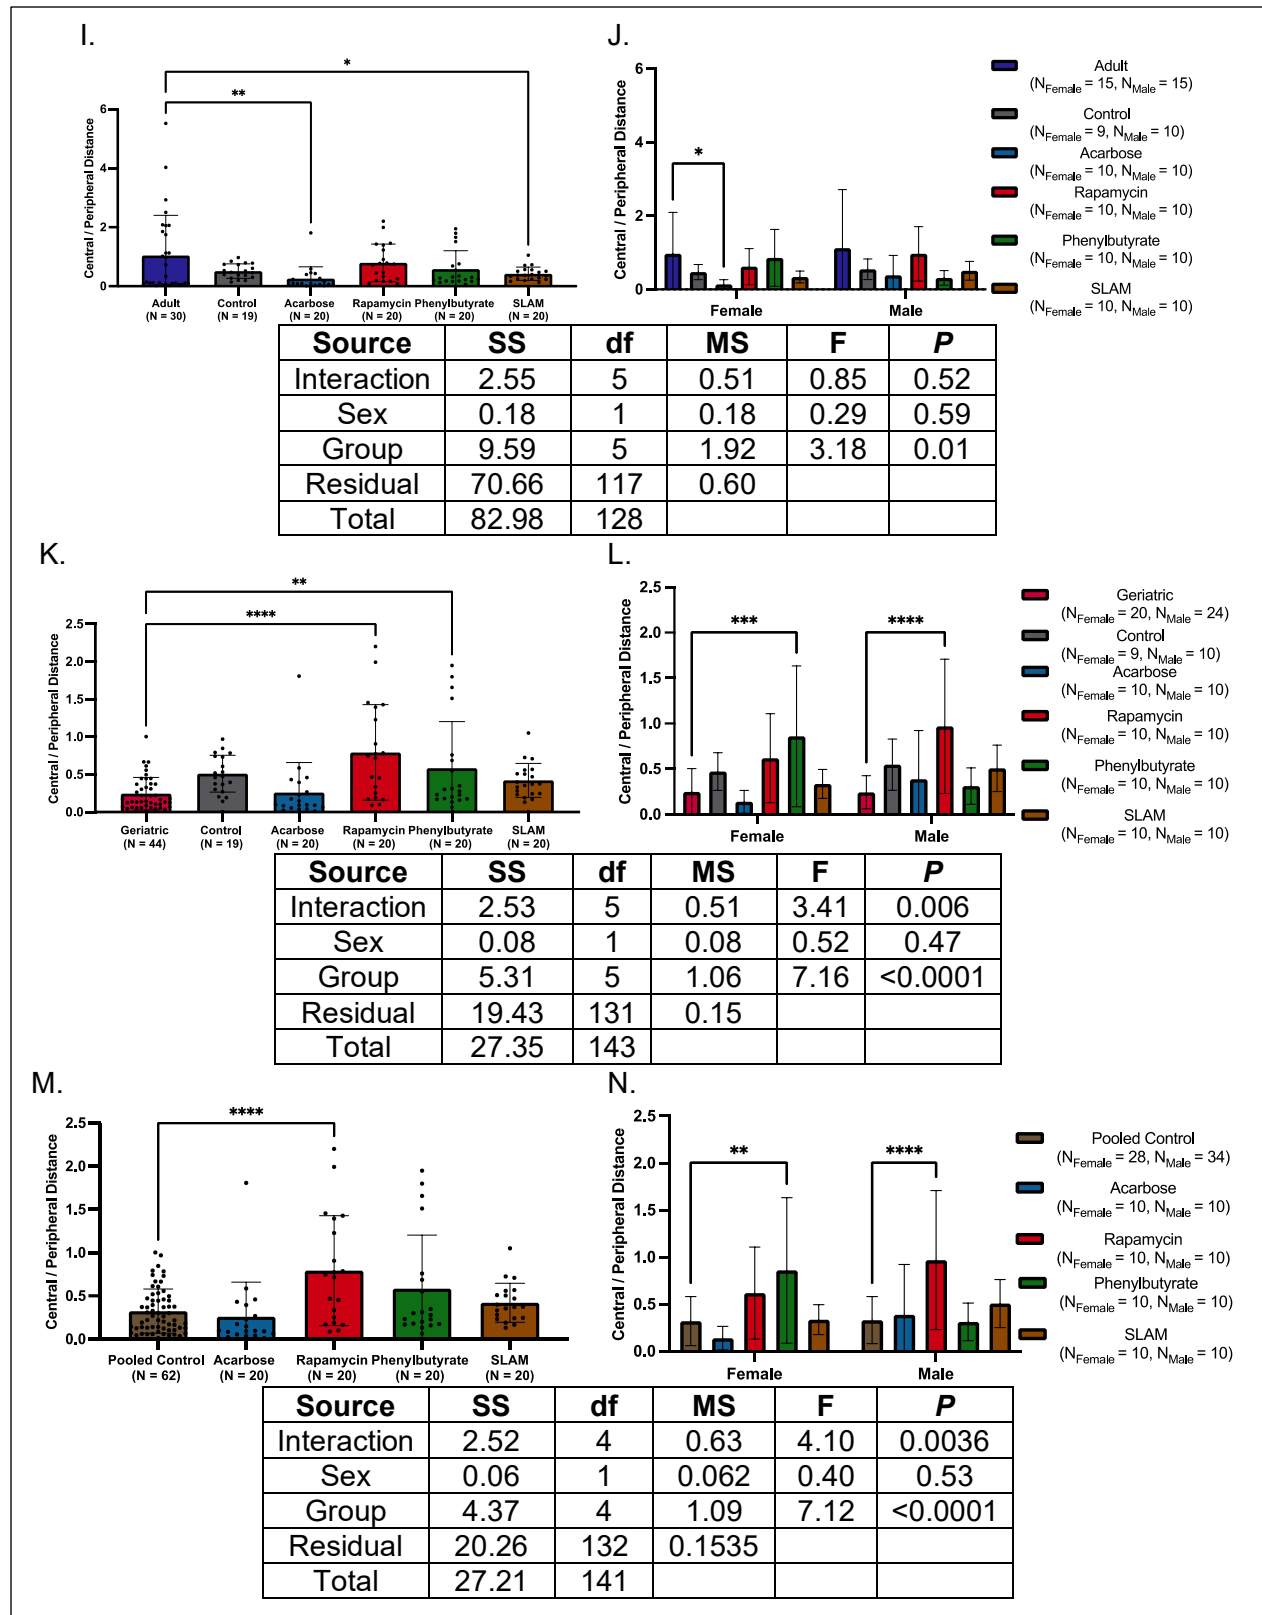 I.
*
**
Central / Peripheral Distance
6
4
2
0
Adult
(N = 30)
Control
(N = 19)
Acarbose
(N = 20)
Rapamycin
(N = 20)
Phenylbutyrate
(N = 20)
SLAM
(N = 20)
J.
Central / Peripheral Distance
6
4
2
0
*
Female
Male
Adult
(NFemale = 15, NMale = 15)
Control
(NFemale = 9, NMale = 10)
Acarbose
(NFemale = 10, NMale = 10)
Rapamycin
(NFemale = 10, NMale = 10)
Phenylbutyrate
(NFemale = 10, NMale = 10)
SLAM
(NFemale = 10, NMale = 10)
Source SS df MS F P
Interaction 2.55 5 0.51 0.85 0.52
Sex 0.18 1 0.18 0.29 0.59
Group 9.59 5 1.92 3.18 0.01
Residual 70.66 117 0.60
Total 82.98 128
K.
**
****
Central / Peripheral Distance
2.5
2.0
1.5
1.0
0.5
0.0
Geriatric
(N = 44)
Control
(N = 19)
Acarbose
(N = 20)
Rapamycin
(N = 20)
Phenylbutyrate
(N = 20)
SLAM
(N = 20)
L.
Central / Peripheral Distance
2.5
2.0
1.5
1.0
0.5
0.0
***
****
Female
Male
Geriatric
(NFemale = 20, NMale = 24)
Control
(NFemale = 9, NMale = 10)
Acarbose
(NFemale = 10, NMale = 10)
Rapamycin
(NFemale = 10, NMale = 10)
Phenylbutyrate
(NFemale = 10, NMale = 10)
SLAM
(NFemale = 10, NMale = 10)
Source SS df MS F P
Interaction 2.53 5 0.51 3.41 0.006
Sex 0.08 1 0.08 0.52 0.47
Group 5.31 5 1.06 7.16 <0.0001
Residual 19.43 131 0.15
Total 27.35 143
M.
****
Central / Peripheral Distance
2.5
2.0
1.5
1.0
0.5
0.0
Pooled Control
(N = 62)
Acarbose
(N = 20)
Rapamycin
(N = 20)
Phenylbutyrate
(N = 20)
SLAM
(N = 20)
N.
Central / Peripheral Distance
2.5
2.0
1.5
1.0
0.5
0.0
**
****
Female
Male
Pooled Control
(NFemale = 28, NMale = 34)
Acarbose
(NFemale = 10, NMale = 10)
Rapamycin
(NFemale = 10, NMale = 10)
Phenylbutyrate
(NFemale = 10, NMale = 10)
SLAM
(NFemale = 10, NMale = 10)
Source SS df MS F P
Interaction 2.52 4 0.63 4.10 0.0036
Sex 0.06 1 0.062 0.40 0.53
Group 4.37 4 1.09 7.12 <0.0001
Residual 20.26 132 0.1535
Total 27.21 141